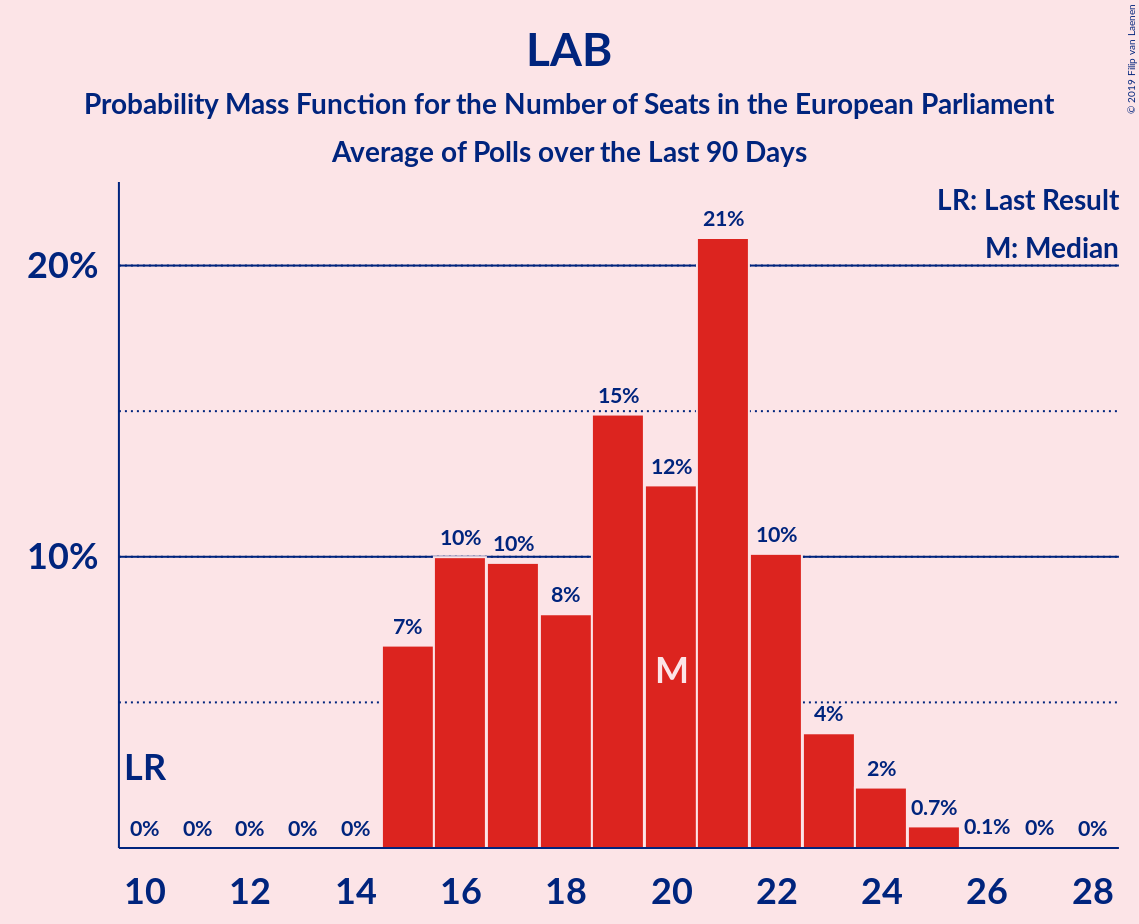 LAB
Probability Mass Function for the Number of Seats in the European Parliament
Average of Polls over the Last 90 Days
© 2019 Filip van Laenen
LR: Last Result
M: Median
20%
10%
21%
15%
12%
10%
10%
10%
8%
7%
4%
2%
0.7%
0.1%
0%
0%
0%
0%
0%
0%
0%
M
LR
10 12 14 16 18 20 22 24 26 28